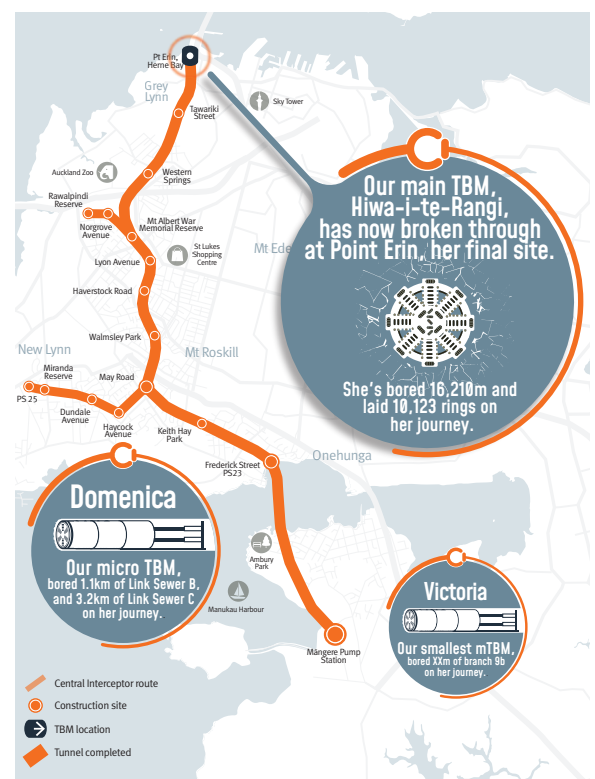 Pt Erin,
Herne Bay
Grey
Lynn
Tawariki
Street
Sky Tower
Auckland Zoo
Western
Springs
Rawalpindi
Reserve
Norgrove
Avenue
Mt Albert War
Memorial Reserve
Lyon Avenue
St Lukes
Shopping
Centre
Mt Ede
Haverstock Road
Walmsley Park
New Lynn
Mt Roskill
Miranda
Reserve
May Road
PS 25
Dundale
Avenue
Haycock
Avenue
Keith Hay
Park
Frederick Street
PS23
Onehunga
Our main TBM,
Hiwa-i-te-Rangi,
has now broken through
at Point Erin, her final site.
She's bored 16,210m and
laid 10,123 rings on
her journey.
Domenica
Our micro TBM,
bored 1.1km of Link Sewer B,
and 3.2km of Link Sewer C
on her journey.
Ambury
Park
Manukau Harbour
Māngere Pump
Station
Victoria
Our smallest mTBM,
bored XXm of branch 9b
on her journey.
Central Interceptor route
Construction site
TBM location
Tunnel completed